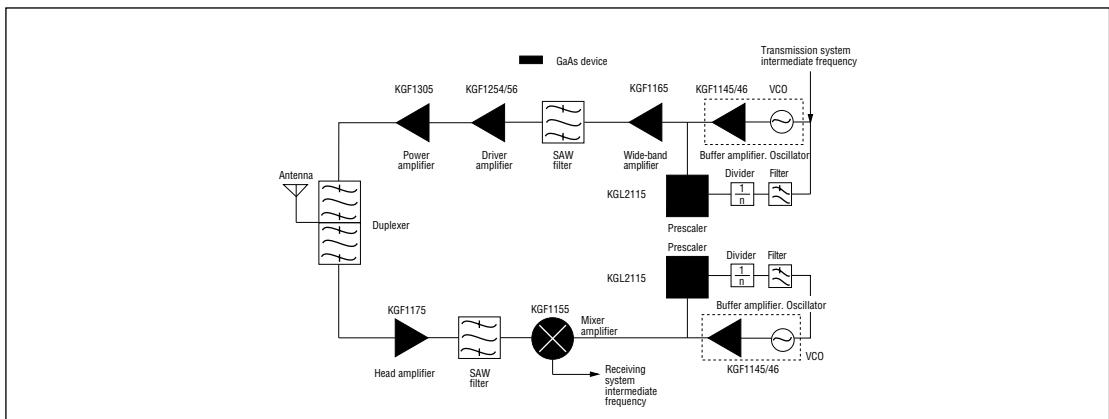 GaAs device
Transmission system
intermediate frequency
KGF1305
KGF1254/56
KGF1165
KGF1145/46
VCO
Power
amplifier
Driver
amplifier
SAW
filter
Wide-band
amplifier
Buffer amplifier. Oscillator
Antenna
Duplexer
KGL2115
Divider
1
n
Filter
Prescaler
Prescaler
KGL2115
Divider
1
n
Filter
Buffer amplifier. Oscillator
KGF1175
Head amplifier
SAW
filter
KGF1155
Mixer
amplifier
Receiving
system
intermediate
frequency
KGF1145/46
VCO